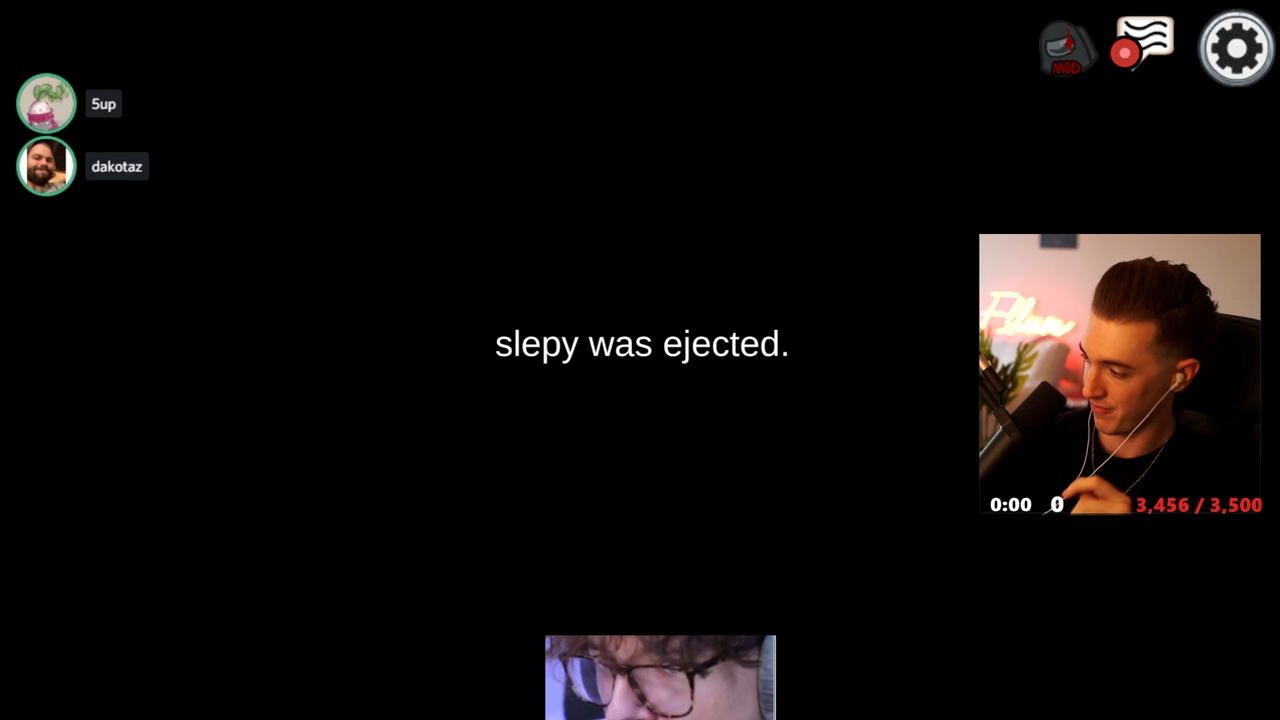 MOD
5up
dakotaz
slepy was ejected.
0:00 0 3,456 / 3,500